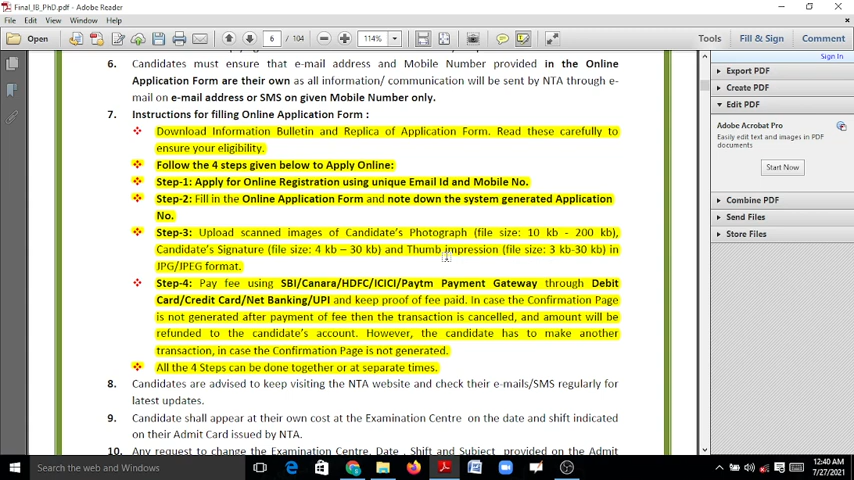 Final_IB_PhD.pdf - Adobe Reader
File Edit View Window Help
Open 6 / 104 114% Tools Fill & Sign Comment
Sign In
6. Candidates must ensure that e-mail address and Mobile Number provided in the Online
Application Form are their own as all information/ communication will be sent by NTA through e-
mail on e-mail address or SMS on given Mobile Number only.
7. Instructions for filling Online Application Form :
Download Information Bulletin and Replica of Application Form. Read these carefully to
ensure your eligibility.
Follow the 4 steps given below to Apply Online:
Step-1: Apply for Online Registration using unique Email Id and Mobile No.
Step-2: Fill in the Online Application Form and note down the system generated Application
No.
Step-3: Upload scanned images of Candidate's Photograph (file size: 10 kb - 200 kb),
Candidate's Signature (file size: 4 kb – 30 kb) and Thumb impression (file size: 3 kb-30 kb) in
JPG/JPEG format.
Step-4: Pay fee using SBI/Canara/HDFC/ICICI/Paytm Payment Gateway through Debit
Card/Credit Card/Net Banking/UPI and keep proof of fee paid. In case the Confirmation Page
is not generated after payment of fee then the transaction is cancelled, and amount will be
refunded to the candidate's account. However, the candidate has to make another
transaction, in case the Confirmation Page is not generated.
All the 4 Steps can be done together or at separate times.
8. Candidates are advised to keep visiting the NTA website and check their e-mails/SMS regularly for
latest updates.
9. Candidate shall appear at their own cost at the Examination Centre on the date and shift indicated
on their Admit Card issued by NTA.
10. Any request to change the Examination Centre, Date , Shift and Subject provided on the Admit
Export PDF
Create PDF
Edit PDF
Adobe Acrobat Pro
Easily edit text and images in PDF
documents
Start Now
Combine PDF
Send Files
Store Files
Search the web and Windows
12:40 AM
7/27/2021